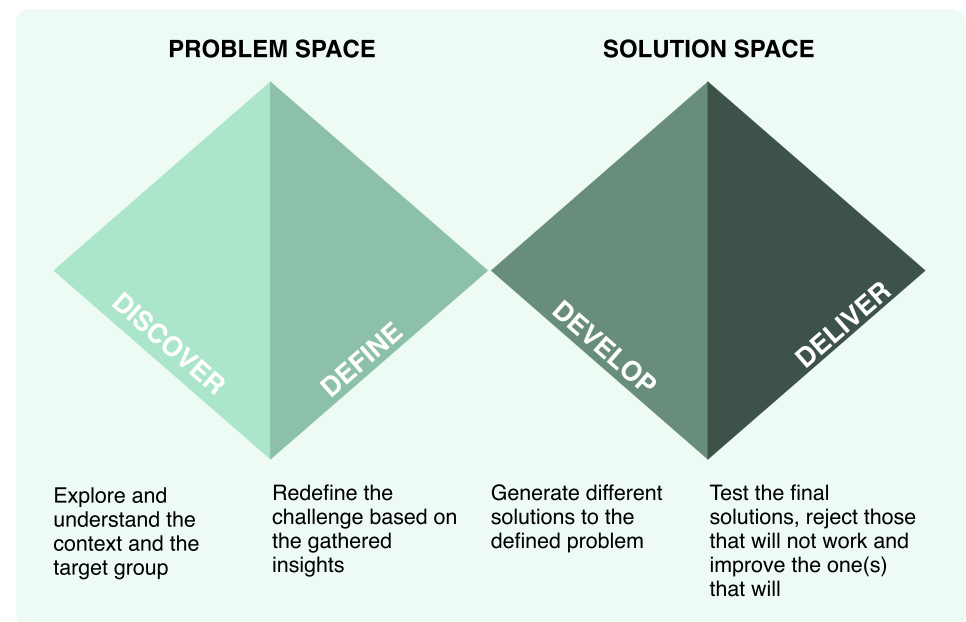 PROBLEM SPACE
SOLUTION SPACE
DISCOVER
DEFINE
DEVELOP
DELIVER
Explore and
understand the
context and the
target group
Redefine the
challenge based on
the gathered
insights
Generate different
solutions to the
defined problem
Test the final
solutions, reject those
that will not work and
improve the one(s)
that will